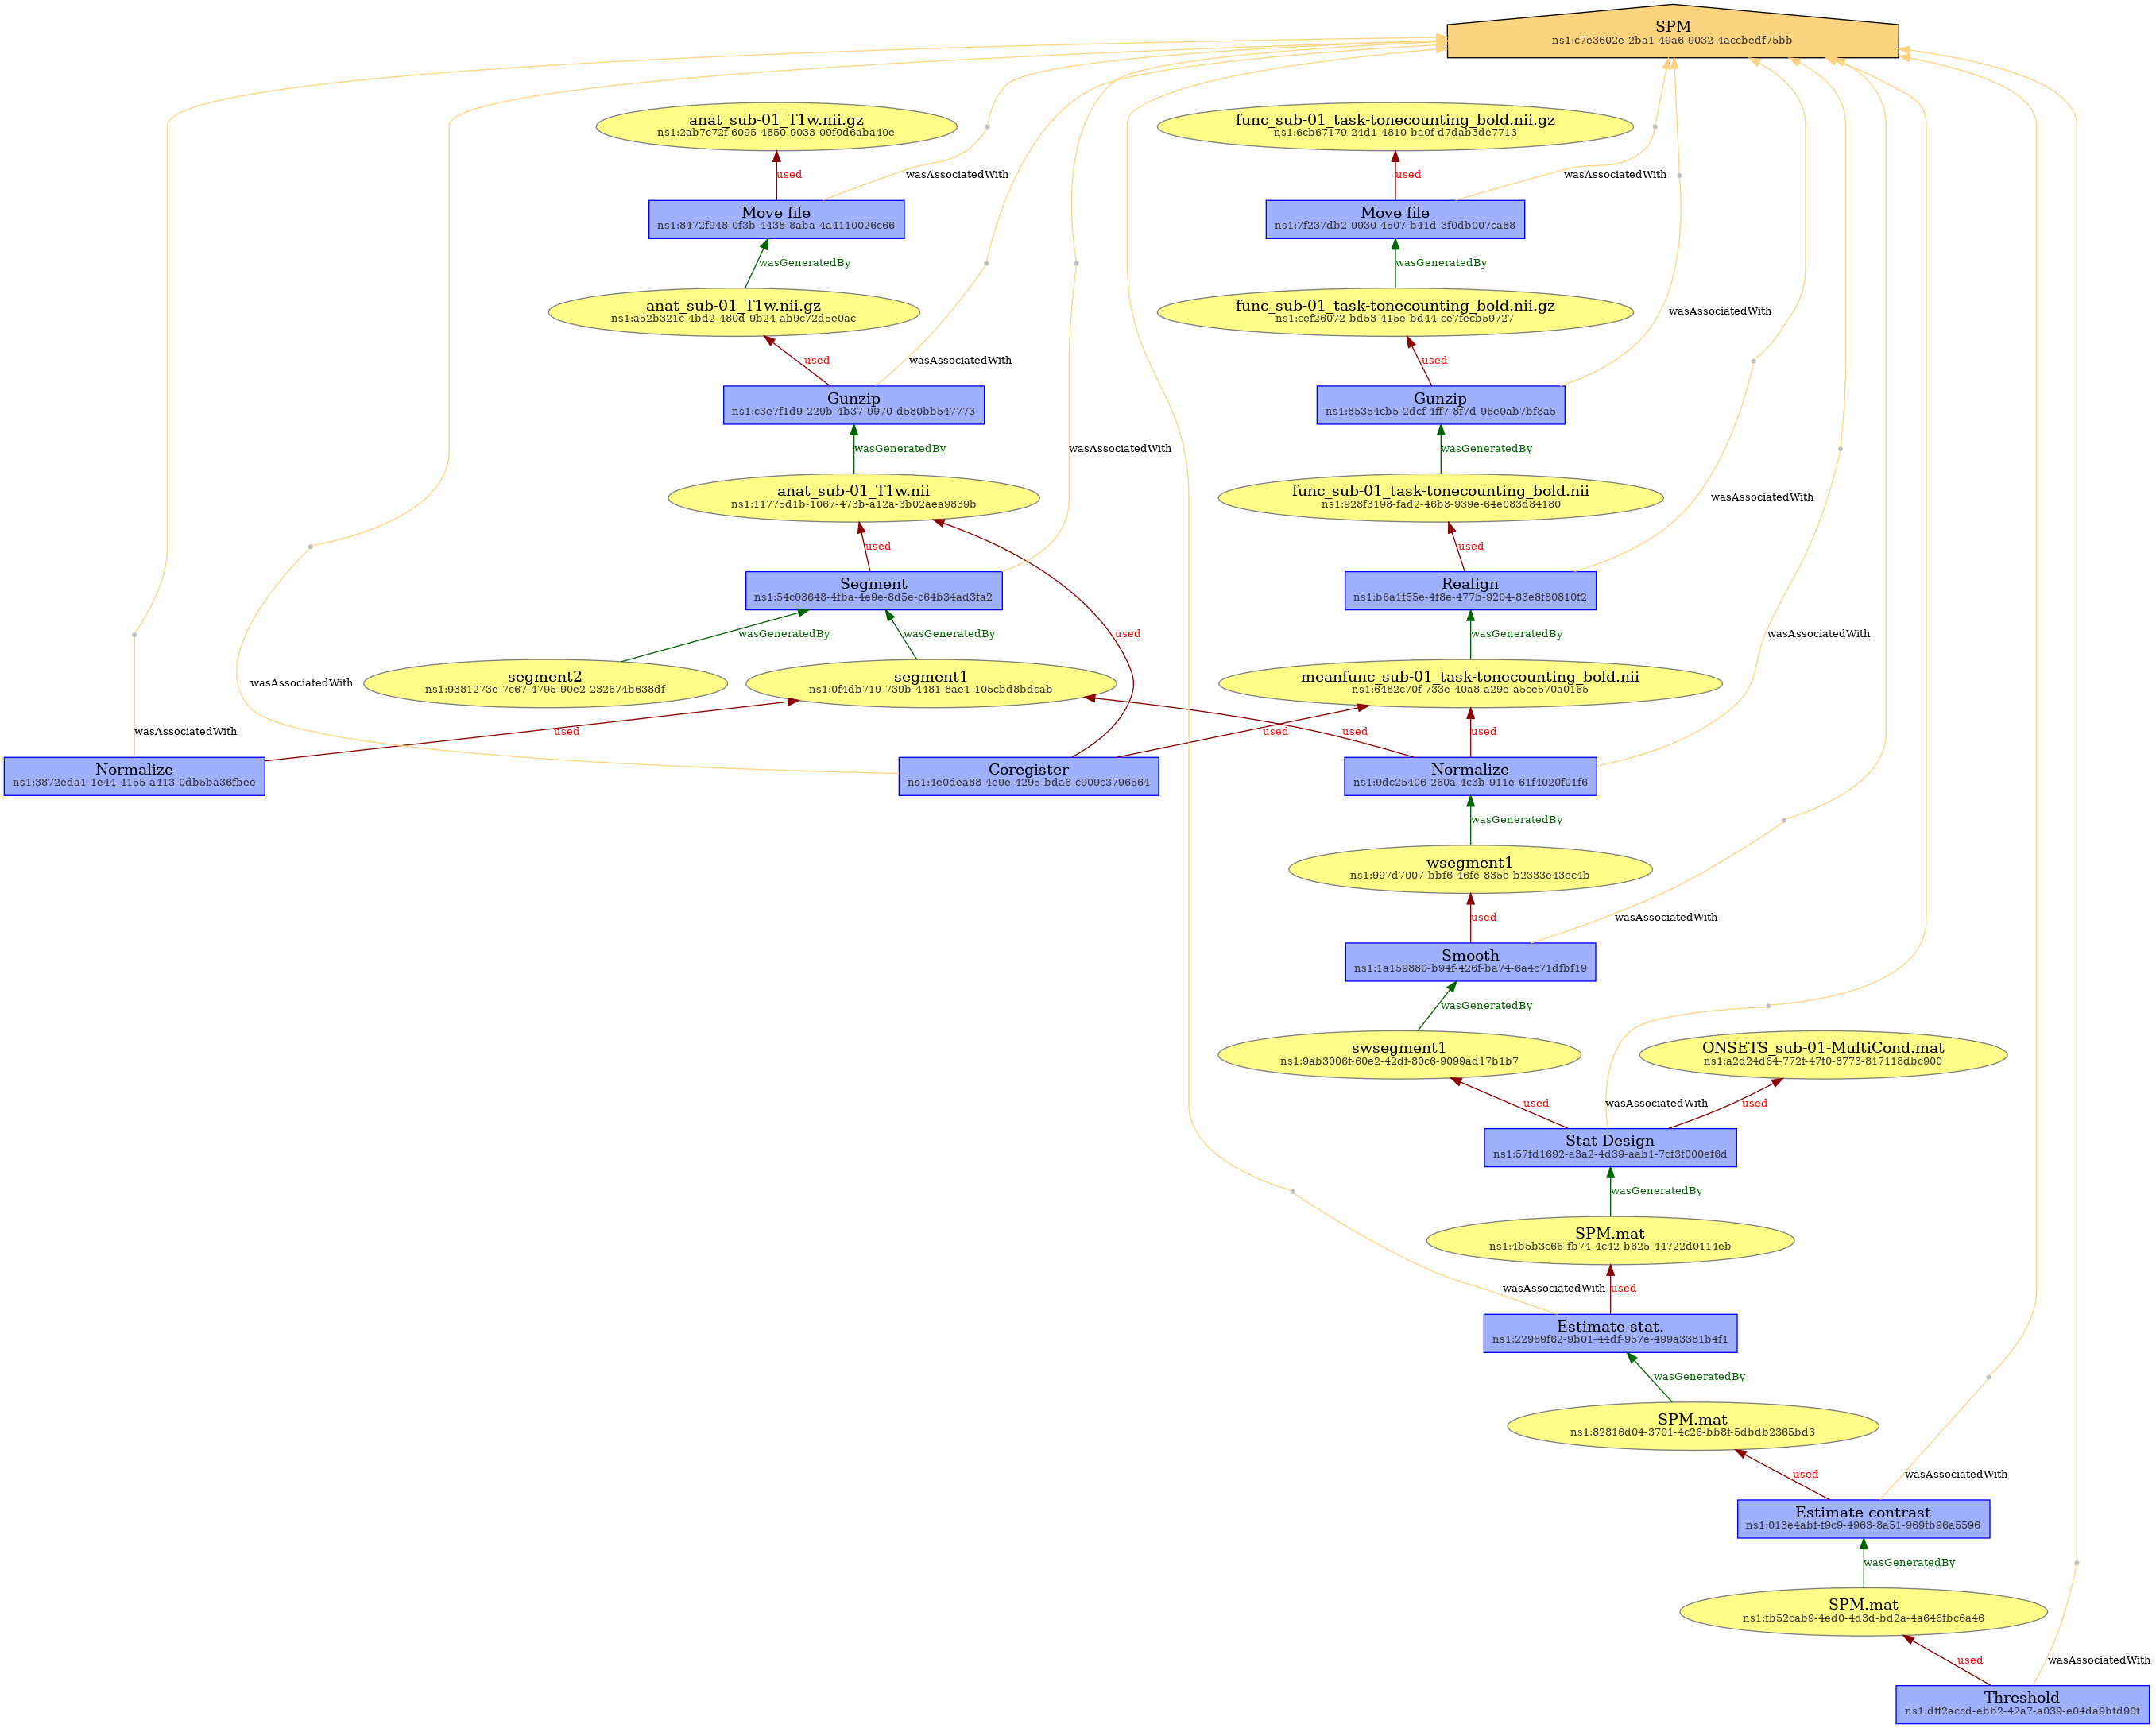 SPM
ns1:c7e3602e-2ba1-49a6-9032-4accbedf75bb
anat_sub-01_T1w.nii.gz
ns1:2ab7c72f-6095-4850-9033-09f0d6aba40e
func_sub-01_task-tonecounting_bold.nii.gz
ns1:6cb67179-24d1-4810-ba0f-d7dab3de7713
used
wasAssociatedWith
used
wasAssociatedWith
Move file
ns1:8472f948-0f3b-4438-8aba-4a4110026c66
Move file
ns1:7f237db2-9930-4507-b41d-3f0db007ca88
wasGeneratedBy
wasGeneratedBy
anat_sub-01_T1w.nii.gz
ns1:a52b321c-4bd2-480d-9b24-ab9c72d5e0ac
func_sub-01_task-tonecounting_bold.nii.gz
ns1:cef26072-bd53-415e-bd44-ce7fecb59727
wasAssociatedWith
used
wasAssociatedWith
used
Gunzip
ns1:c3e7f1d9-229b-4b37-9970-d580bb547773
Gunzip
ns1:85354cb5-2dcf-4ff7-8f7d-96e0ab7bf8a5
wasGeneratedBy
wasAssociatedWith
wasGeneratedBy
anat_sub-01_T1w.nii
ns1:11775d1b-1067-473b-a12a-3b02aea9839b
func_sub-01_task-tonecounting_bold.nii
ns1:928f3198-fad2-46b3-939e-64e083d84180
wasAssociatedWith
used
used
Segment
ns1:54c03648-4fba-4e9e-8d5e-c64b34ad3fa2
Realign
ns1:b6a1f55e-4f8e-477b-9204-83e8f80810f2
wasGeneratedBy
wasGeneratedBy
used
wasGeneratedBy
wasAssociatedWith
segment2
ns1:9381273e-7c67-4795-90e2-232674b638df
segment1
ns1:0f4db719-739b-4481-8ae1-105cbd8bdcab
meanfunc_sub-01_task-tonecounting_bold.nii
ns1:6482c70f-733e-40a8-a29e-a5ce570a0165
wasAssociatedWith
wasAssociatedWith
used
used
used
used
Normalize
ns1:3872eda1-1e44-4155-a413-0db5ba36fbee
Coregister
ns1:4e0dea88-4e9e-4295-bda6-c909c3796564
Normalize
ns1:9dc25406-260a-4c3b-911e-61f4020f01f6
wasGeneratedBy
wsegment1
ns1:997d7007-bbf6-46fe-835e-b2333e43ec4b
used
wasAssociatedWith
Smooth
ns1:1a159880-b94f-426f-ba74-6a4c71dfbf19
wasGeneratedBy
swsegment1
ns1:9ab3006f-60e2-42df-80c6-9099ad17b1b7
ONSETS_sub-01-MultiCond.mat
ns1:a2d24d64-772f-47f0-8773-817118dbc900
used
wasAssociatedWith
used
Stat Design
ns1:57fd1692-a3a2-4d39-aab1-7cf3f000ef6d
wasGeneratedBy
SPM.mat
ns1:4b5b3c66-fb74-4c42-b625-44722d0114eb
wasAssociatedWith
used
Estimate stat.
ns1:22969f62-9b01-44df-957e-499a3381b4f1
wasGeneratedBy
SPM.mat
ns1:82816d04-3701-4c26-bb8f-5dbdb2365bd3
used
wasAssociatedWith
Estimate contrast
ns1:013e4abf-f9c9-4963-8a51-969fb96a5596
wasGeneratedBy
SPM.mat
ns1:fb52cab9-4ed0-4d3d-bd2a-4a646fbc6a46
used
wasAssociatedWith
Threshold
ns1:dff2accd-ebb2-42a7-a039-e04da9bfd90f